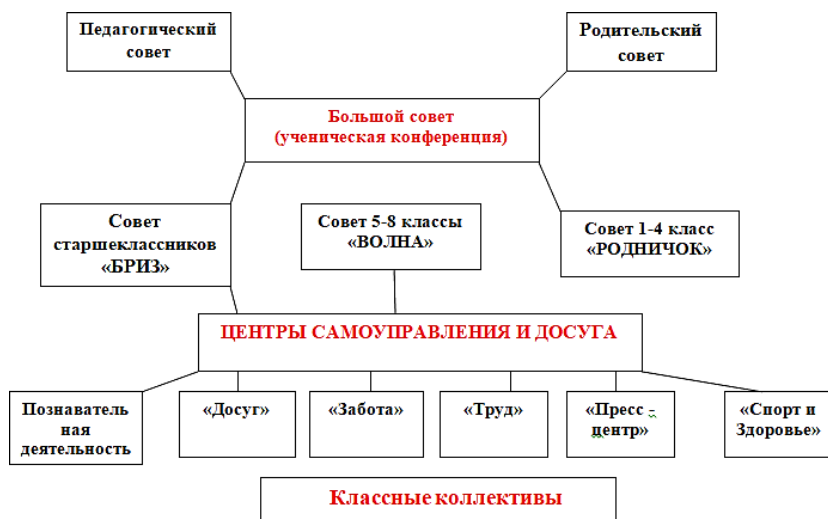 Педагогический
совет
Родительский
совет
Большой совет
(ученическая конференция)
Совет
старшеклассников
«БРИЗ»
Совет 5-8 классы
«ВОЛНА»
Совет 1-4 класс
«РОДНИЧОК»
ЦЕНТРЫ САМОУПРАВЛЕНИЯ И ДОСУГА
Познаватель
ная
деятельность
«Досуг»
«Забота»
«Труд»
«Пресс -
центр»
«Спорт и
Здоровье»
Классные коллективы